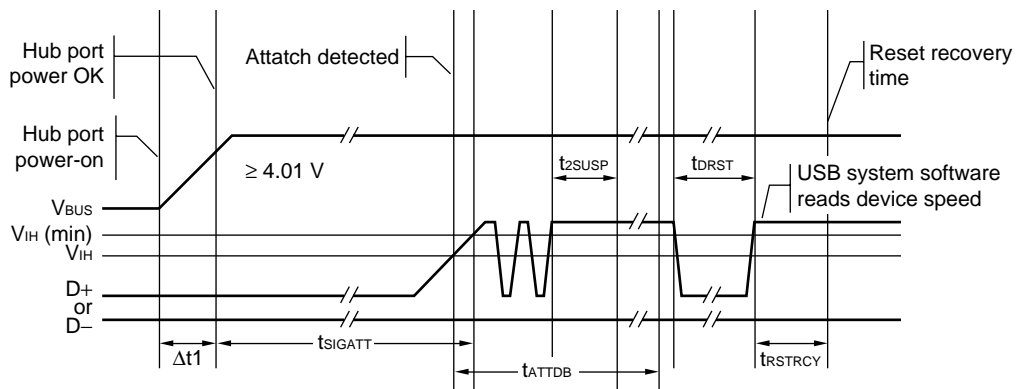 Hub port
power OK
Attatch detected
Reset recovery
time
Hub port
power-on
≥ 4.01 V
t2SUSP
tDRST
USB system software
reads device speed
VBUS
VIH (min)
VIH
D+
or
D−
Δt1
tSIGATT
tATTDB
tRSTRCY